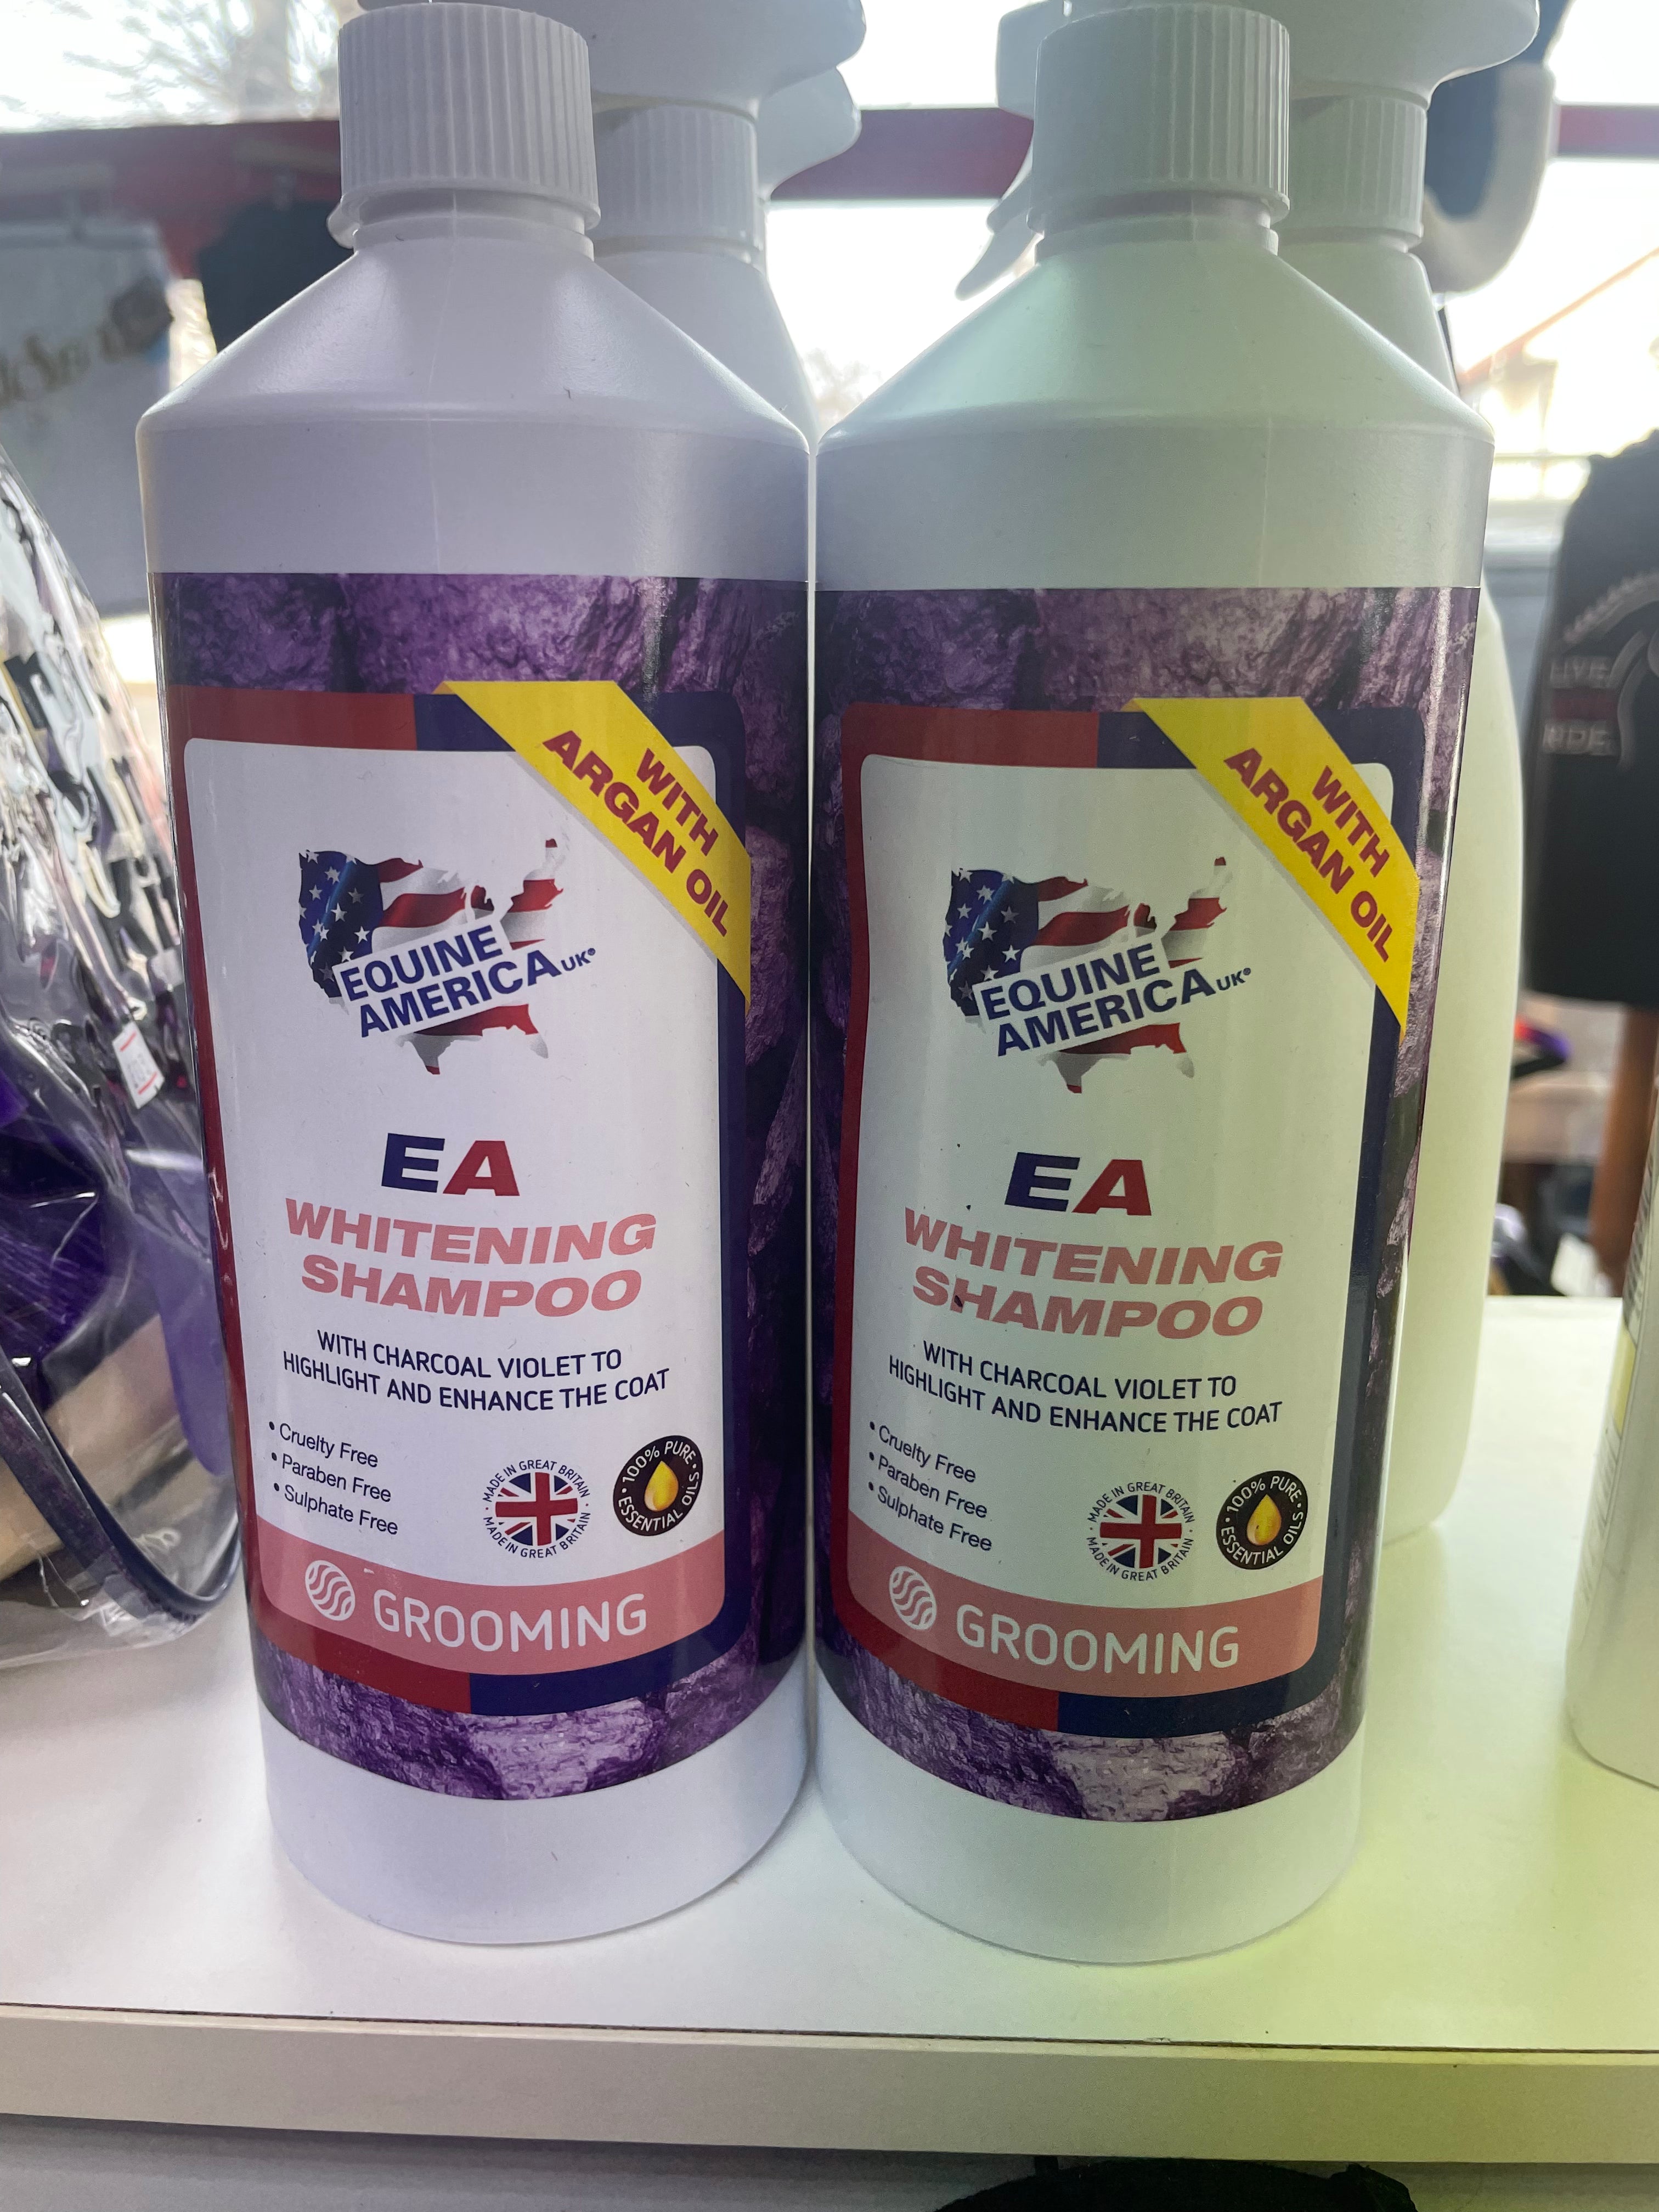 WITH
ARGAN OIL
EQUINE
AMERICA UK®
EA
WHITENING
SHAMPOO
WITH CHARCOAL VIOLET TO
HIGHLIGHT AND ENHANCE THE COAT
• Cruelty Free
• Paraben Free
• Sulphate Free
MADE IN GREAT BRITAIN • MADE IN GREAT BRITAIN •
• 100% PURE •
ESSENTIAL OILS
GROOMING
WITH
ARGAN OIL
EQUINE
AMERICA UK®
EA
WHITENING
SHAMPOO
WITH CHARCOAL VIOLET TO
HIGHLIGHT AND ENHANCE THE COAT
• Cruelty Free
• Paraben Free
• Sulphate Free
MADE IN GREAT BRITAIN • MADE IN GREAT BRITAIN •
• 100% PURE •
ESSENTIAL OILS
GROOMING
LIVE
RIDE